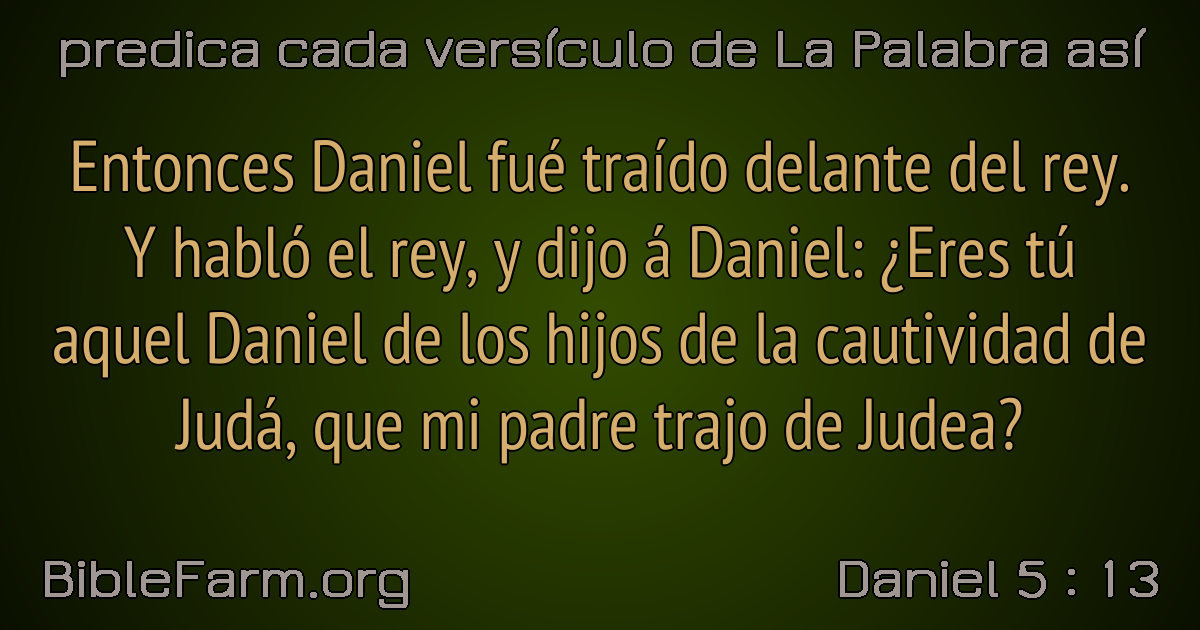 predica cada versículo de La Palabra así
Entonces Daniel fué traído delante del rey.
Y habló el rey, y dijo á Daniel: ¿Eres tú
aquel Daniel de los hijos de la cautividad de
Judá, que mi padre trajo de Judea?
BibleFarm.org
Daniel 5 : 13